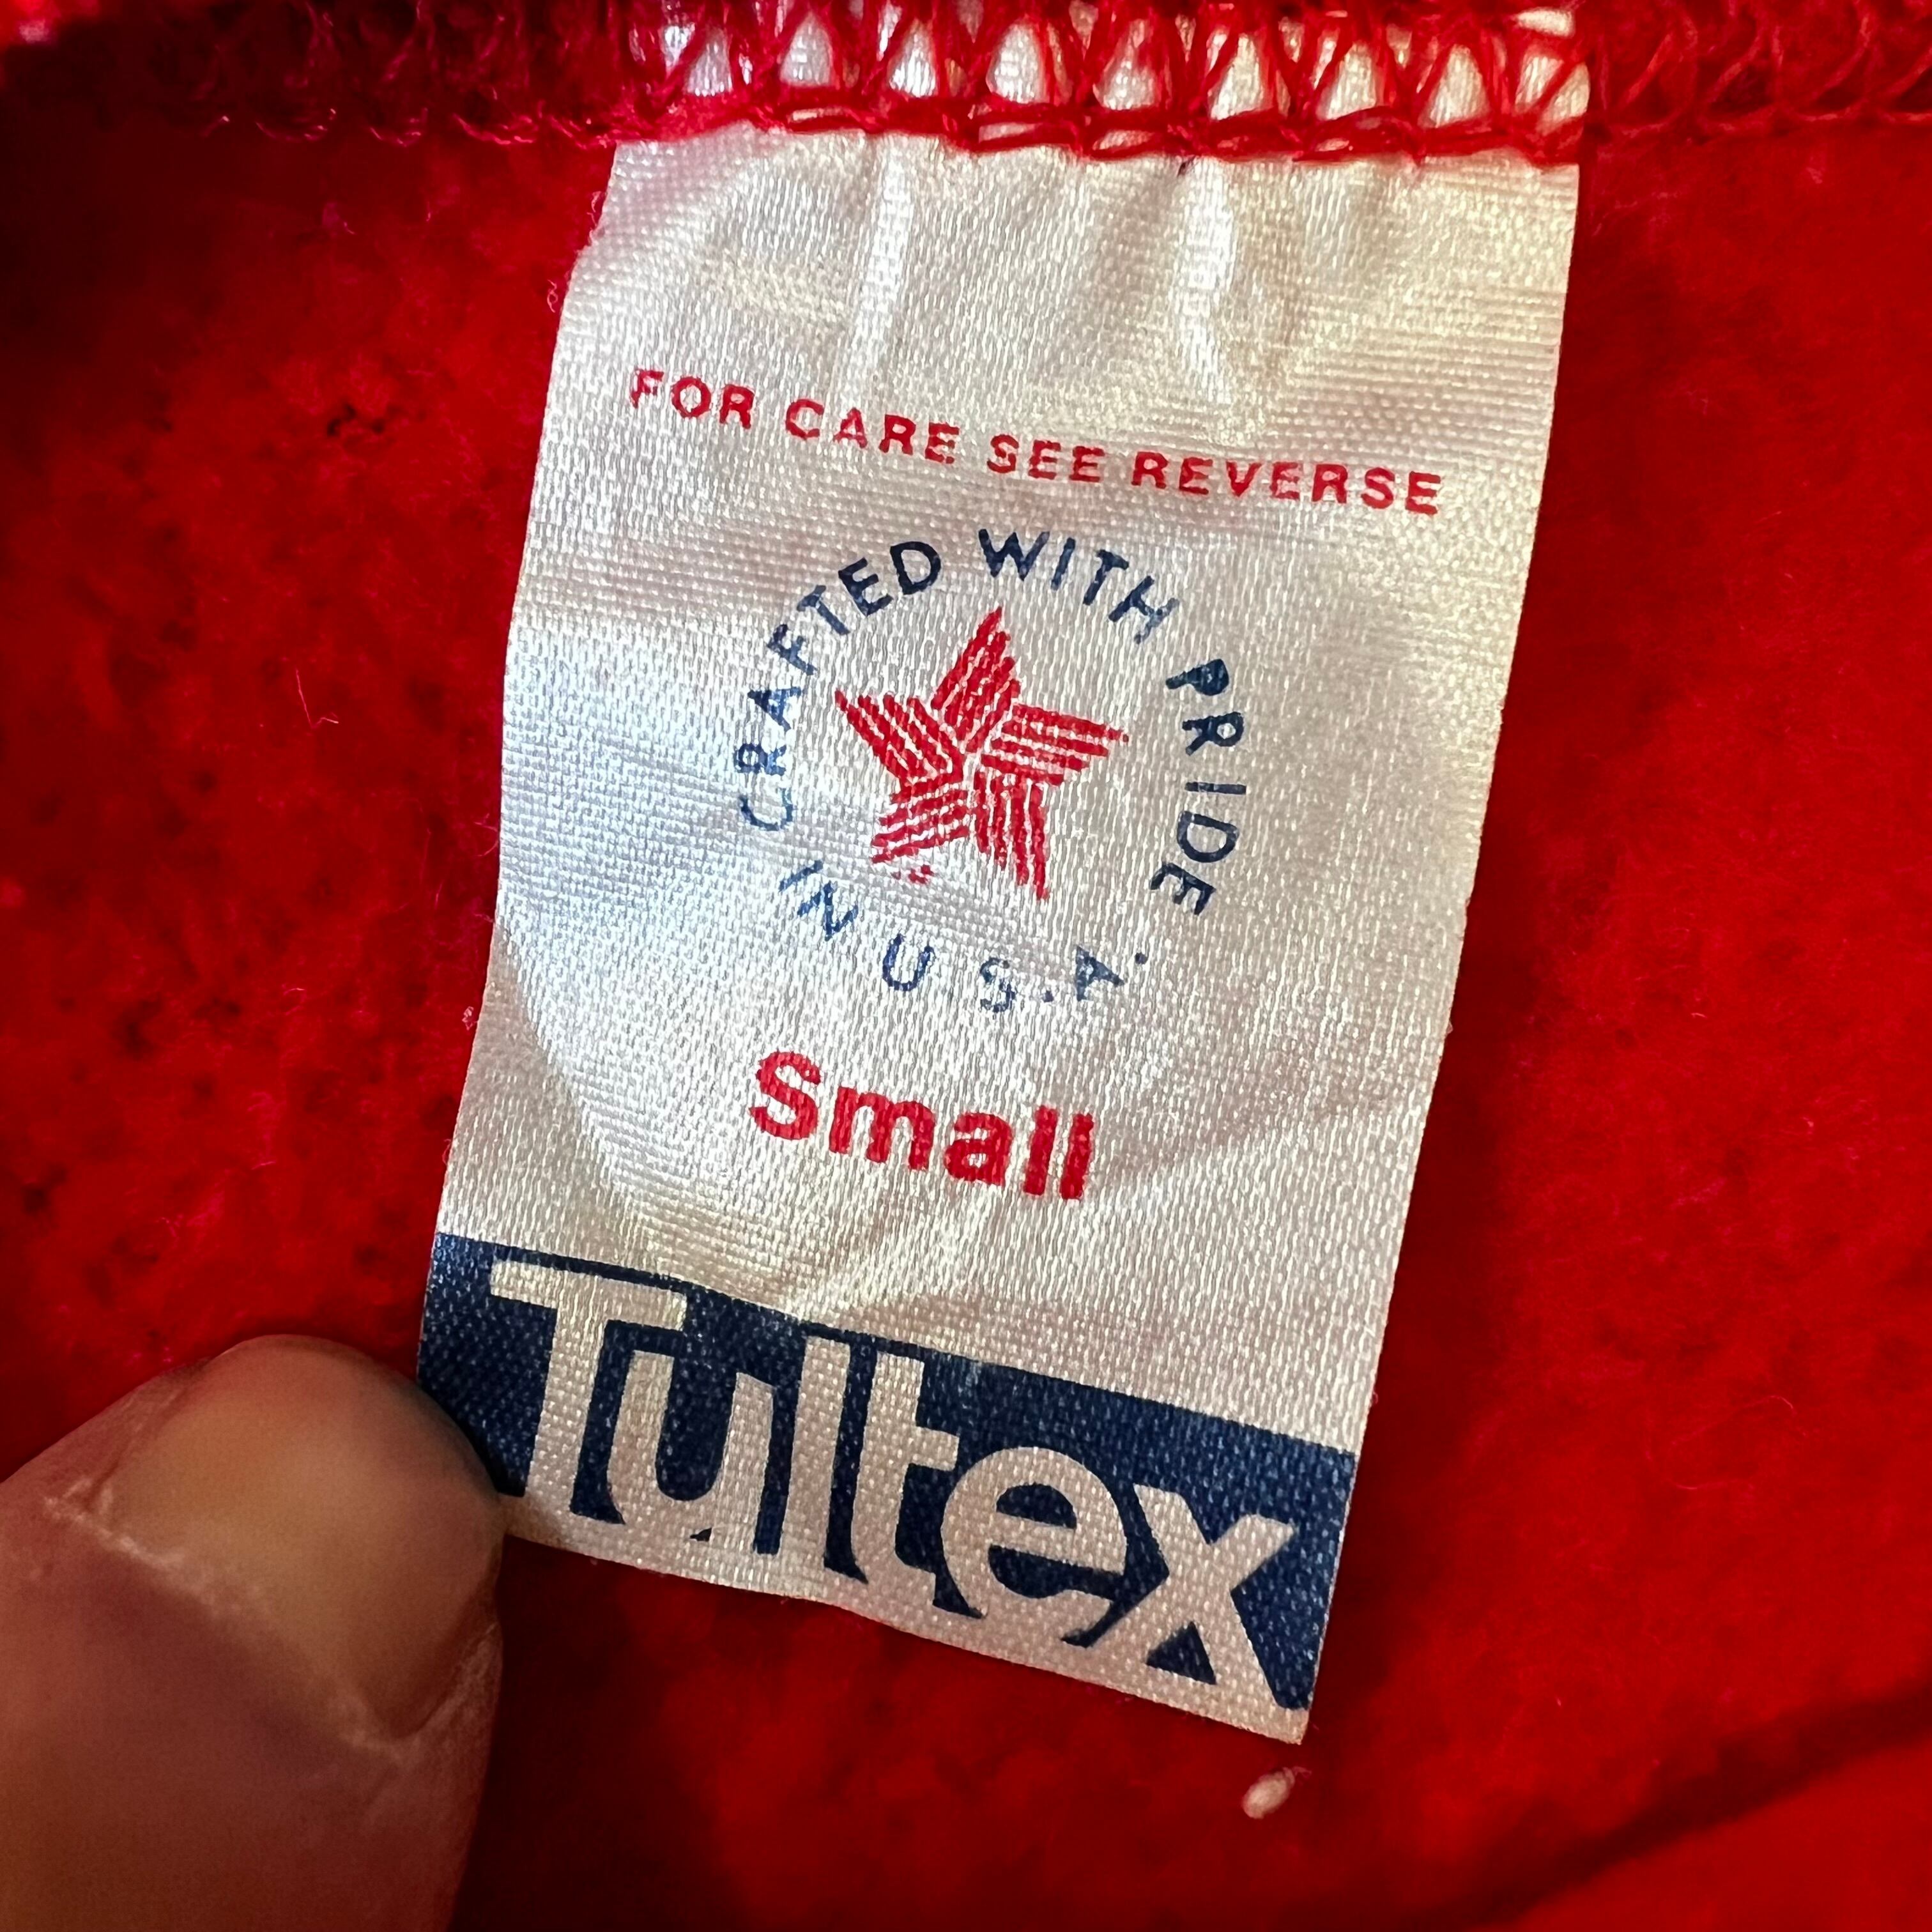 FOR CARE SEE REVERSE
CRAFTED WITH PRIDE
IN U.S.A.
Small
Tultex